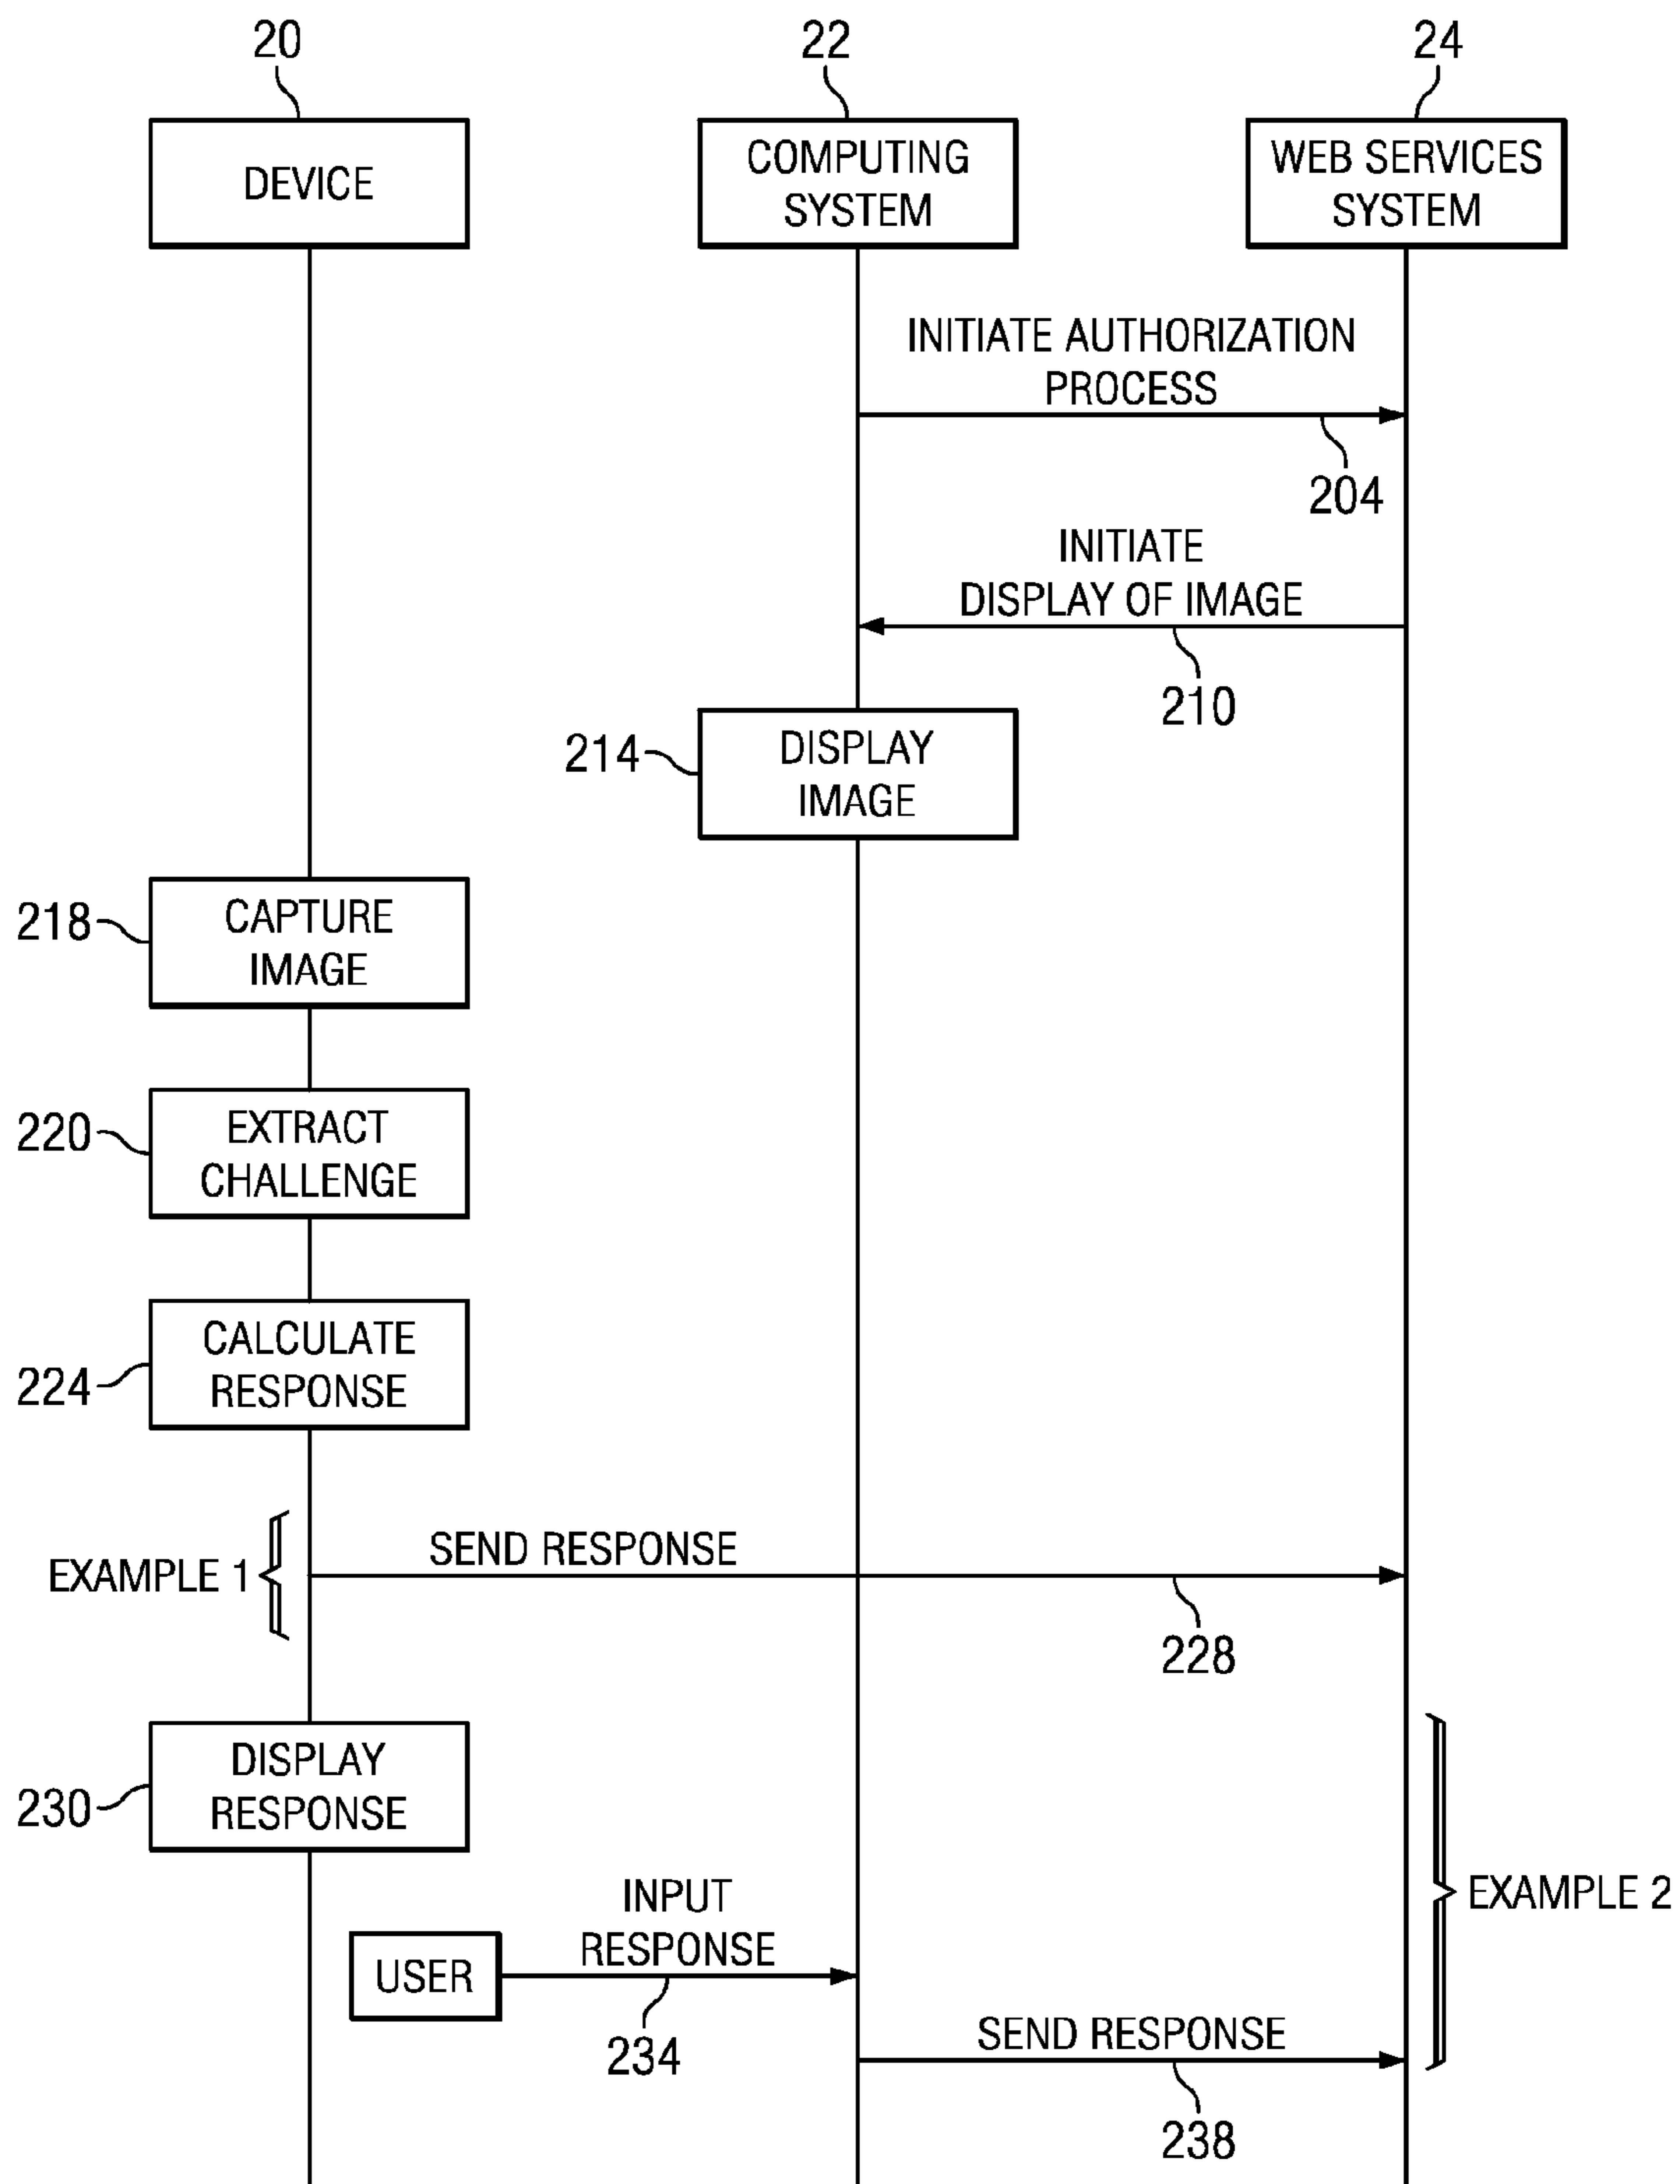 20
22
24
DEVICE
COMPUTING
SYSTEM
WEB SERVICES
SYSTEM
INITIATE AUTHORIZATION
PROCESS
204
INITIATE
DISPLAY OF IMAGE
210
214
DISPLAY
IMAGE
218
CAPTURE
IMAGE
220
EXTRACT
CHALLENGE
224
CALCULATE
RESPONSE
EXAMPLE 1
SEND RESPONSE
228
230
DISPLAY
RESPONSE
EXAMPLE 2
USER
INPUT
RESPONSE
234
SEND RESPONSE
238